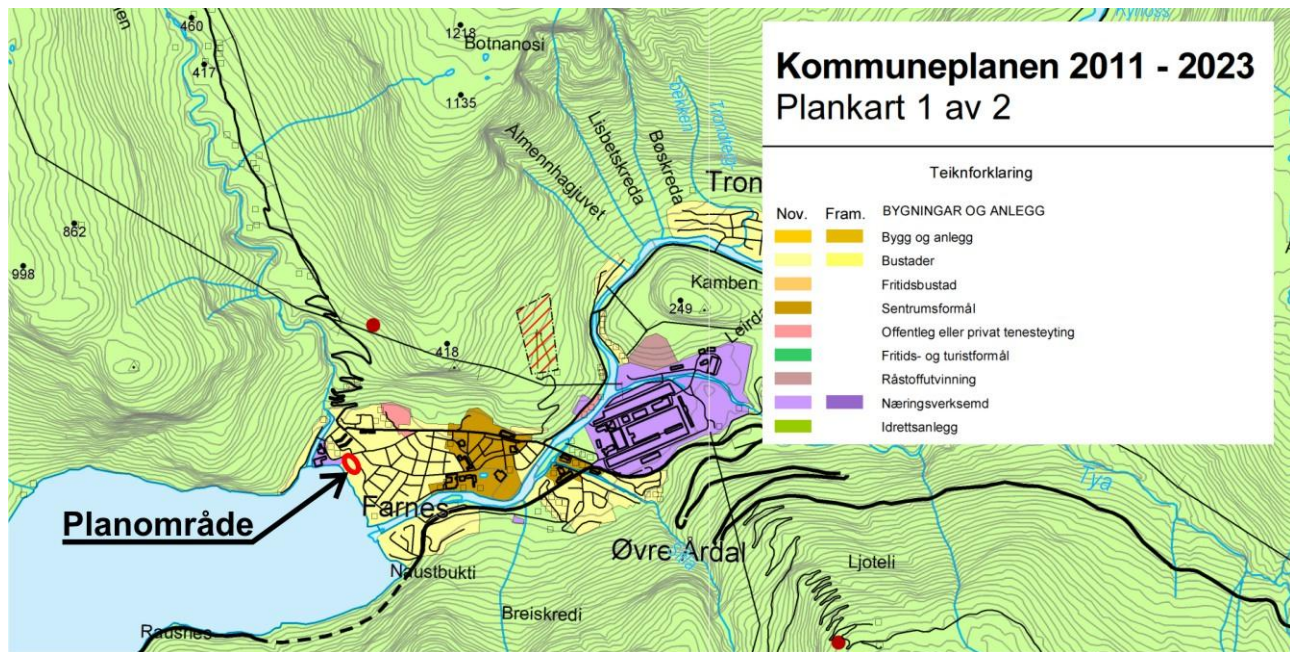 Kommuneplanen 2011 - 2023
Plankart 1 av 2
Teiknforklaring
Nov. Fram. BYGNINGAR OG ANLEGG
Bygg og anlegg
Bustader
Fritidsbustad
Sentrumsformål
Offentleg eller privat tenesteyting
Fritids- og turistformål
Råstoffutvinning
Næringsverksemd
Idrettsanlegg
460
417
1218
Botnanosi
1135
862
998
Almennhagjuvet
Lisbetskreda
Bøskreda
Tron
Kamben
249
Leirda
418
Planområde
Farnes
Øvre Årdal
Naustbukti
Breiskredi
Rausnes
Ljoteli
Tya